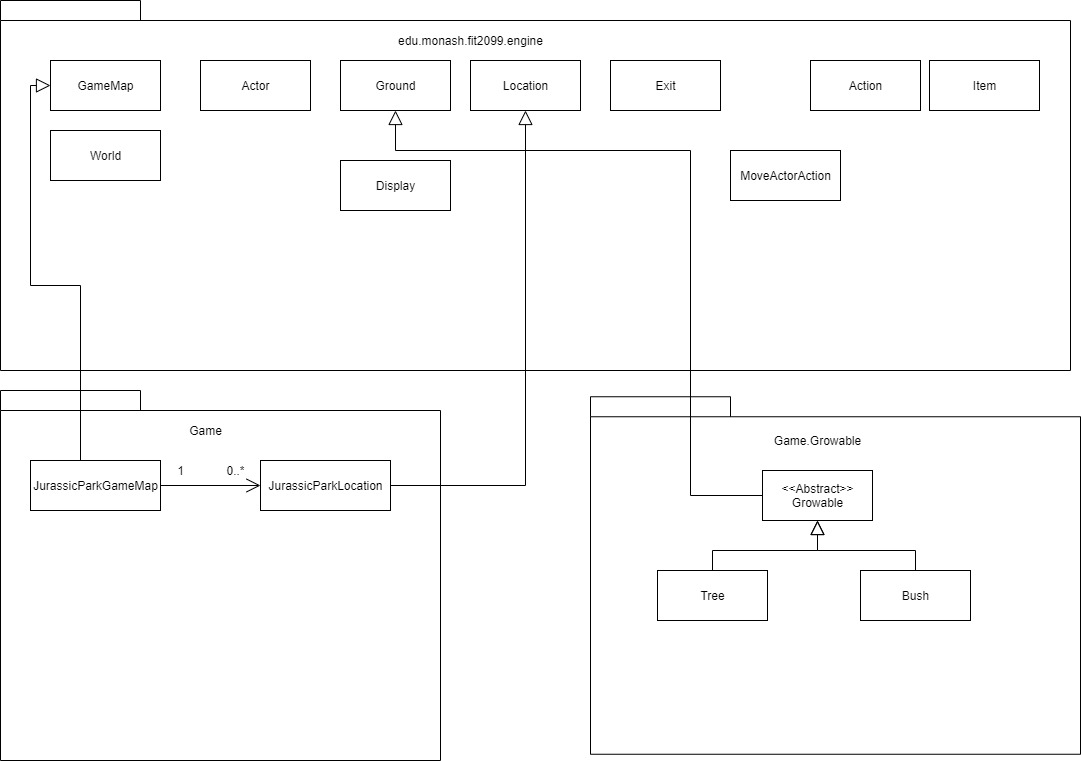 edu.monash.fit2099.engine
GameMap
Actor
Ground
Location
Exit
Action
Item
World
Display
MoveActorAction
Game
JurassicParkGameMap
1
0..*
JurassicParkLocation
Game.Growable
<<Abstract>>
Growable
Tree
Bush